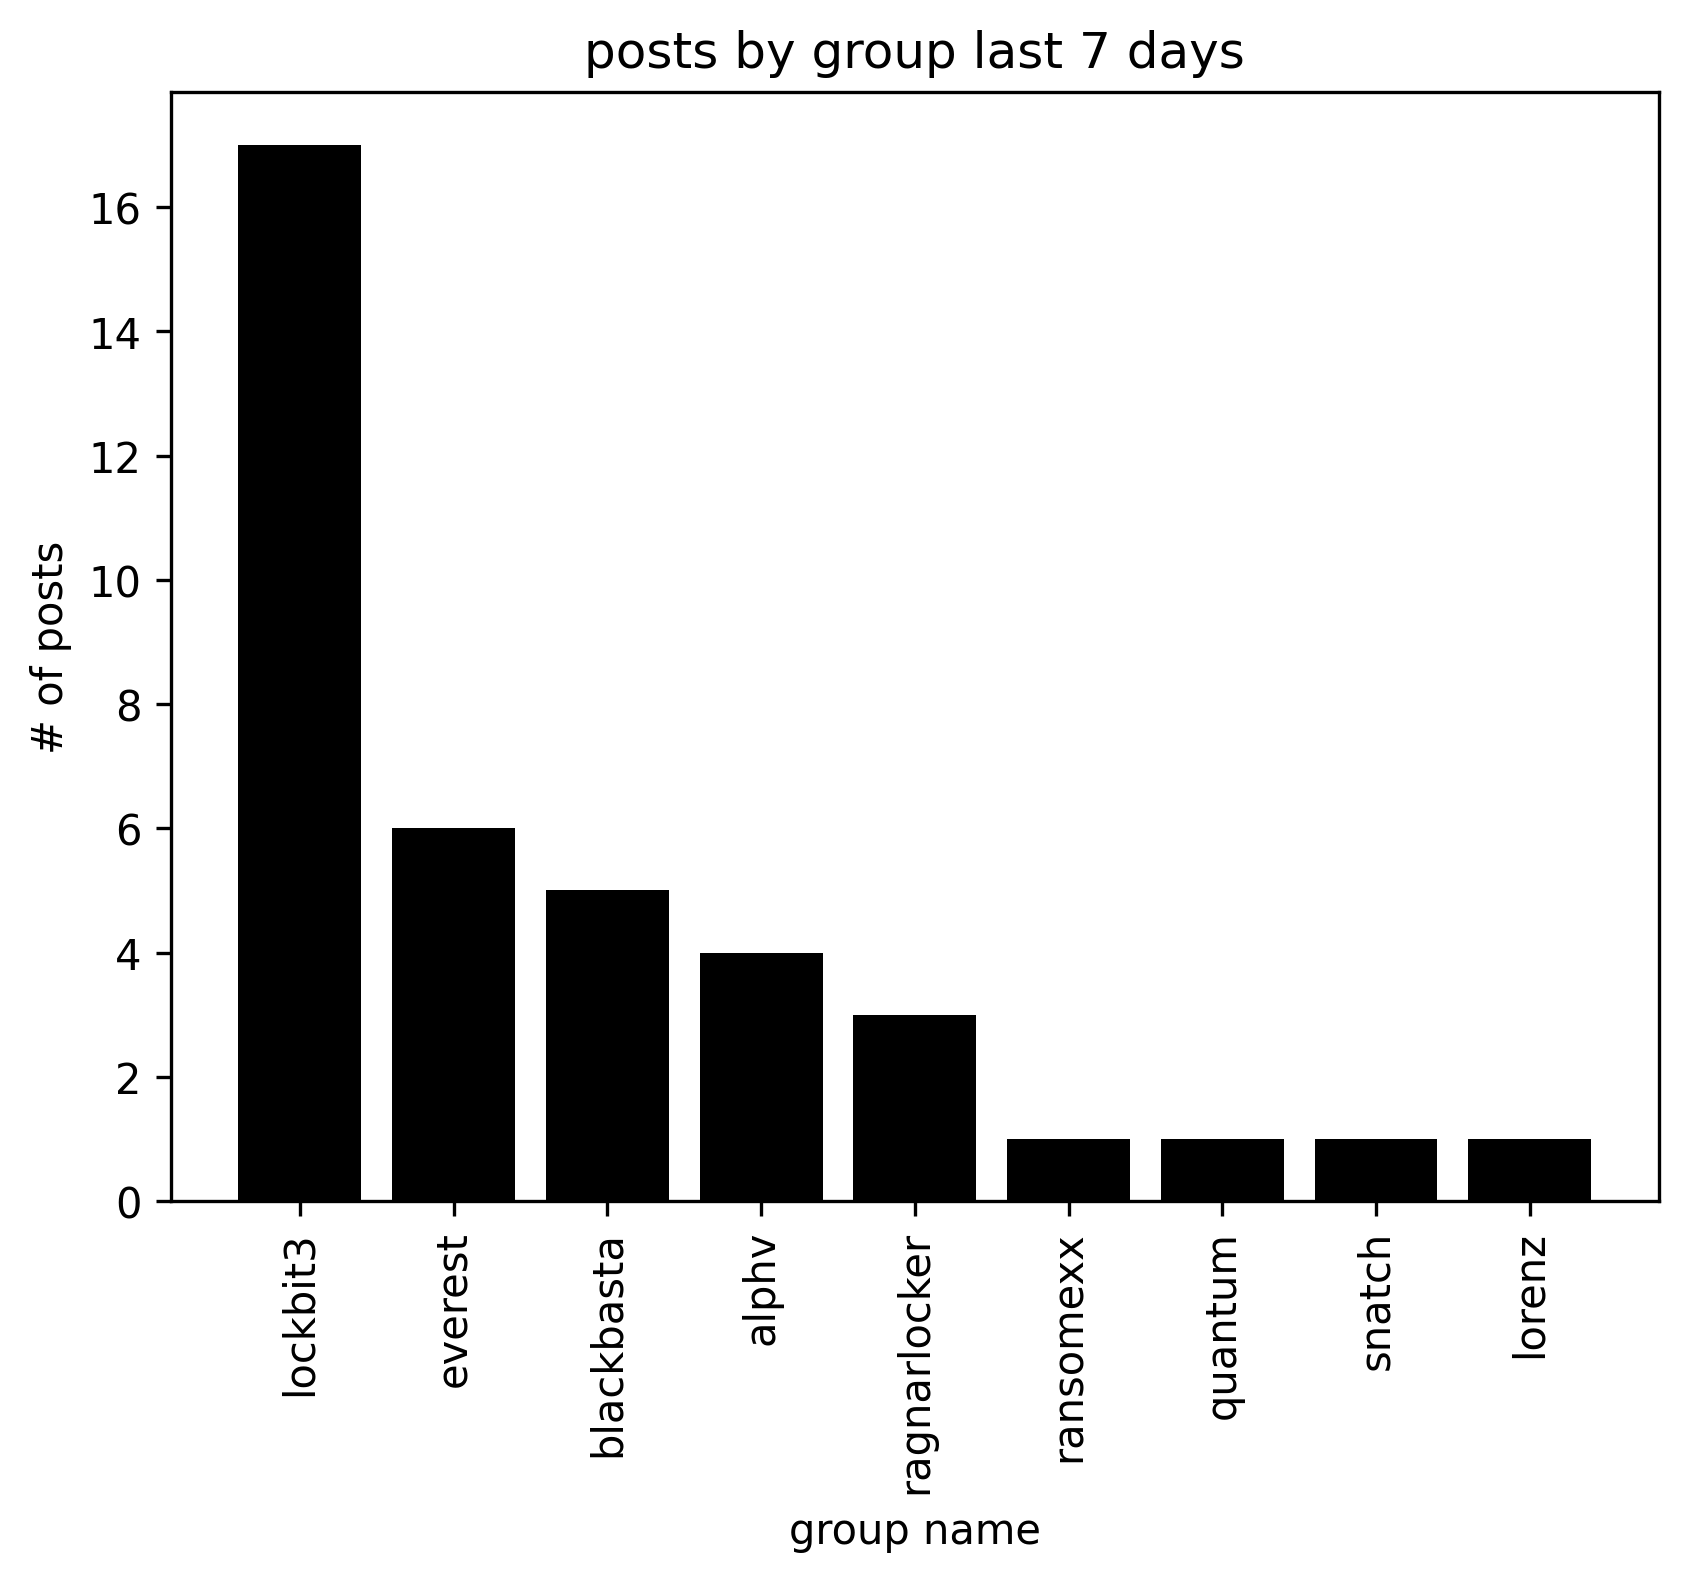 posts by group last 7 days
# of posts
16
14
12
10
8
6
4
2
0
lockbit3
everest
blackbasta
alphv
ragnarlocker
ransomexx
quantum
snatch
lorenz
group name